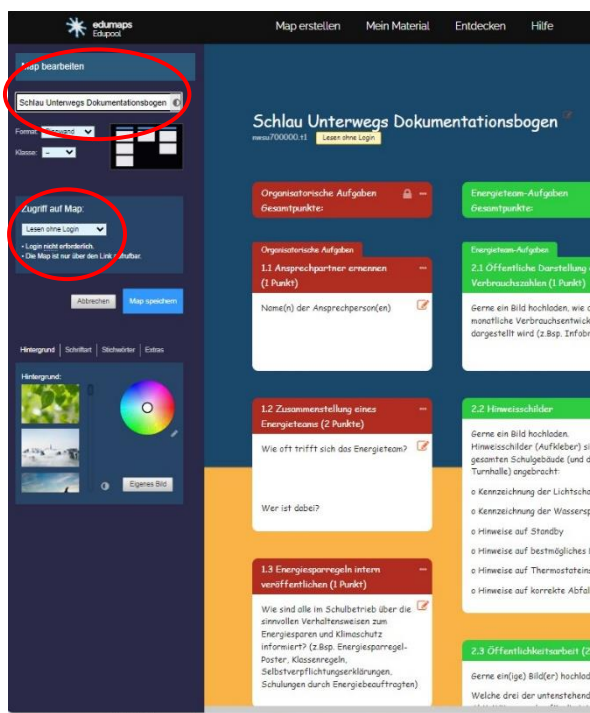 edumaps
Edupool
Map erstellen Mein Material Entdecken Hilfe
Map bearbeiten
Schlau Unterwegs Dokumentationsbogen
Format: Pinnwand
Klasse: --
Zugriff auf Map:
Lesen ohne Login
• Login nicht erforderlich.
• Die Map ist nur über den Link aufrufbar.
Abbrechen Map speichern
Hintergrund Schriftart Stichwörter Extras
Hintergrund:
Eigenes Bild
Schlau Unterwegs Dokumentationsbogen
Lesen ohne Login
Organisatorische Aufgaben
Gesamtpunkte:
Organisatorische Aufgaben
1.1 Ansprechpartner ernennen
(1 Punkt)
Name(n) der Ansprechperson(en)
1.2 Zusammenstellung eines
Energieteams (2 Punkte)
Wie oft trifft sich das Energieteam?
Wer ist dabei?
1.3 Energiesparregeln intern
veröffentlichen (1 Punkt)
Wie sind alle im Schulbetrieb über die
sinnvollen Verhaltensweisen zum
Energiesparen und Klimaschutz
informiert? (z.Bsp. Energiesparregel-
Poster, Klassenregeln,
Selbstverpflichtungserklärungen,
Schulungen durch Energiebeauftragten)
Energieteam-Aufgaben
Gesamtpunkte:
Energieteam-Aufgaben
2.1 Öffentliche Darstellung
Verbrauchszahlen (1 Punkt)
Gerne ein Bild hochladen, wie
monatliche Verbrauchsentwick
dargestellt wird (z.Bsp. Infobr
2.2 Hinweisschilder
Gerne ein Bild hochladen.
Hinweisschilder (Aufkleber) si
gesamten Schulgebäude (und d
Turnhalle) angebracht:
o Kennzeichnung der Lichtscha
o Kennzeichnung der Wassersp
o Hinweise auf Standby
o Hinweise auf bestmögliches
o Hinweise auf Thermostateins
o Hinweise auf korrekte Abfal
2.3 Öffentlichkeitsarbeit (2
Gerne ein(ige) Bild(er) hochlad
Welche drei der untenstehend